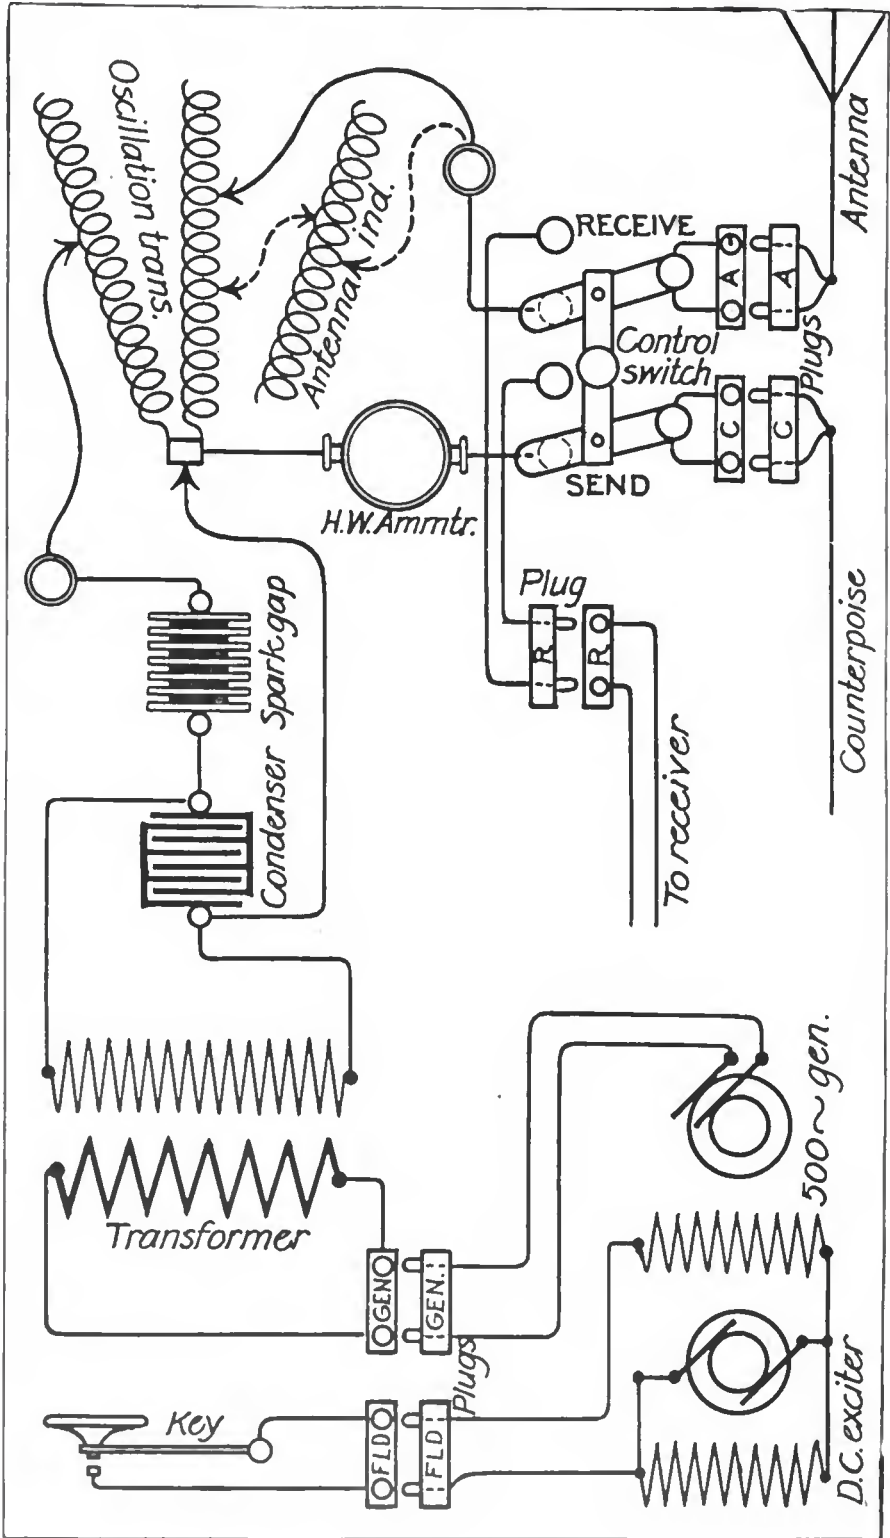 Oscillation trans.
Antenna ind.
RECEIVE
Control
switch
SEND
A
A
C
C
Plugs
Antenna
H.W. Ammtr.
Plug
R
R
Spark gap
Condenser
To receiver
Counterpoise
Transformer
GEN
GEN.
Plugs
500~ gen.
Key
FLD
FLD
D.C. exciter